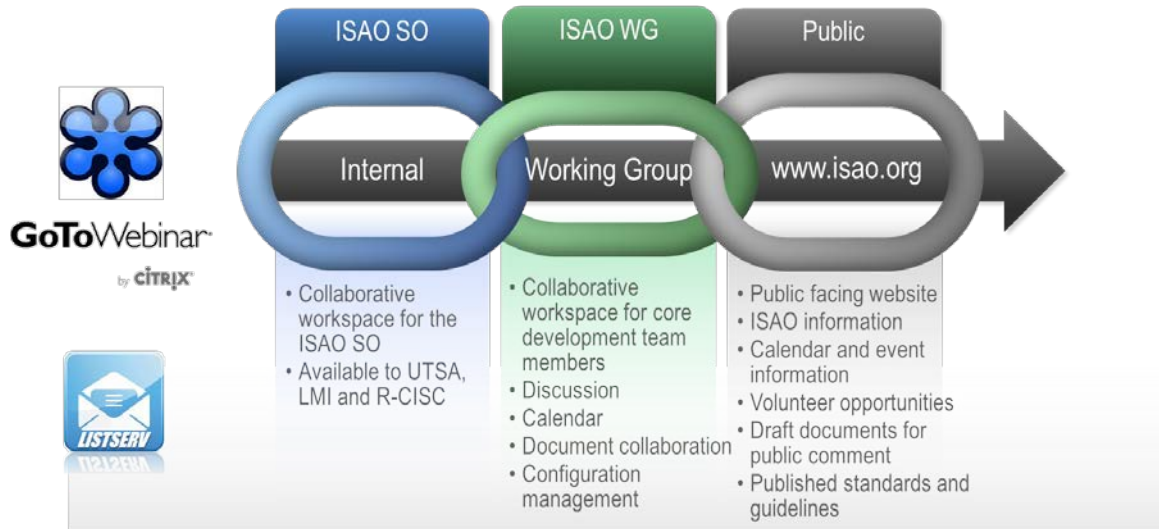 ISAO SO
ISAO WG
Public
Internal
Working Group
www.isao.org
GoToWebinar
by CITRIX
LISTSERV
• Collaborative
workspace for the
ISAO SO
• Available to UTSA,
LMI and R-CISC
• Collaborative
workspace for core
development team
members
• Discussion
• Calendar
• Document collaboration
• Configuration
management
• Public facing website
• ISAO information
• Calendar and event
information
• Volunteer opportunities
• Draft documents for
public comment
• Published standards and
guidelines